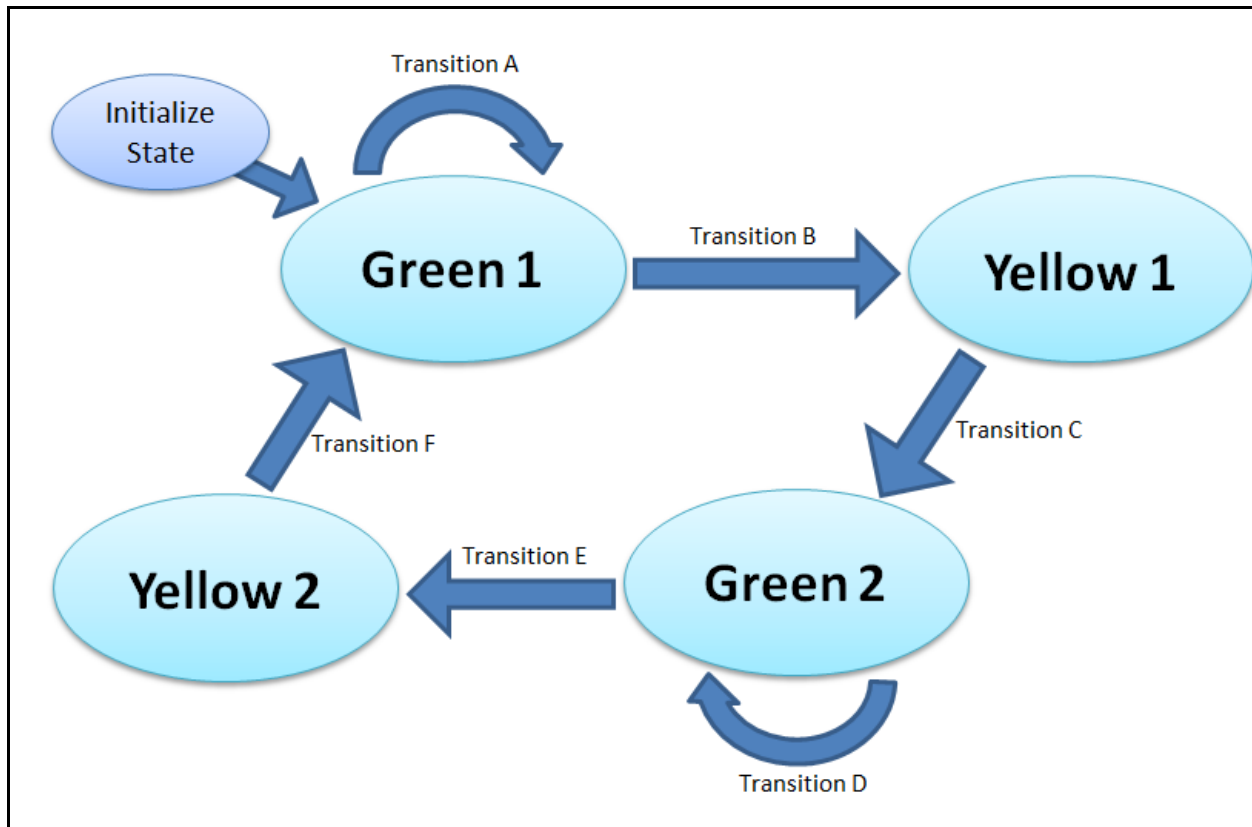 Transition A
Initialize
State
Green 1
Transition B
Yellow 1
Transition F
Transition C
Yellow 2
Transition E
Green 2
Transition D